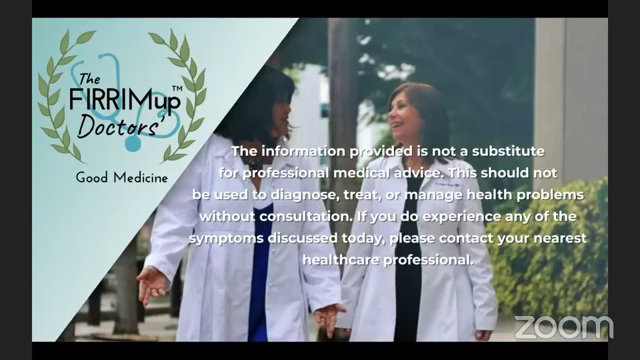 The
FIRRIMup™
Doctors'
Good Medicine
The information provided is not a substitute
for professional medical advice. This should not
be used to diagnose, treat, or manage health problems
without consultation. If you do experience any of the
symptoms discussed today, please contact your nearest
healthcare professional.
zoom